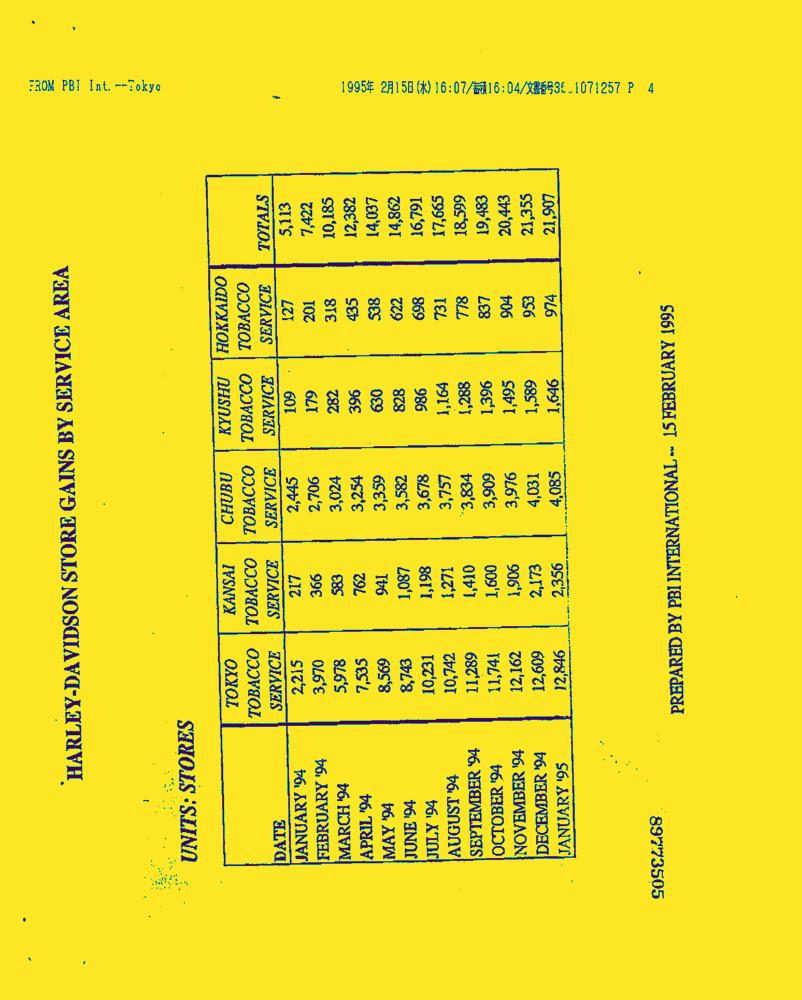 FROM PBI Int.--Tokyo 1995年 2月15日(水)16:07/蓄積16:04/文書番号 1071257 P 4
HARLEY-DAVIDSON STORE GAINS BY SERVICE AREA
UNITS: STORES
DATE TOKYO TOBACCO SERVICE KANSAI TOBACCO SERVICE CHUBU TOBACCO SERVICE KYUSHU TOBACCO SERVICE HOKKAIDO TOBACCO SERVICE TOTALS
JANUARY '94 2,215 217 2,445 109 127 5,113
FEBRUARY '94 3,970 366 2,706 179 201 7,422
MARCH '94 5,978 583 3,024 282 318 10,185
APRIL '94 7,535 762 3,254 396 435 12,382
MAY '94 8,569 941 3,359 630 538 14,037
JUNE '94 8,743 1,087 3,582 828 622 14,862
JULY '94 10,231 1,198 3,678 986 698 16,791
AUGUST '94 10,742 1,271 3,757 1,164 731 17,665
SEPTEMBER '94 11,289 1,410 3,834 1,288 778 18,599
OCTOBER '94 11,741 1,600 3,909 1,396 837 19,483
NOVEMBER '94 12,162 1,906 3,976 1,495 904 20,443
DECEMBER '94 12,609 2,173 4,031 1,589 953 21,355
JANUARY '95 12,846 2,356 4,085 1,646 974 21,907
PREPARED BY PBI INTERNATIONAL -- 15 FEBRUARY 1995
89773505